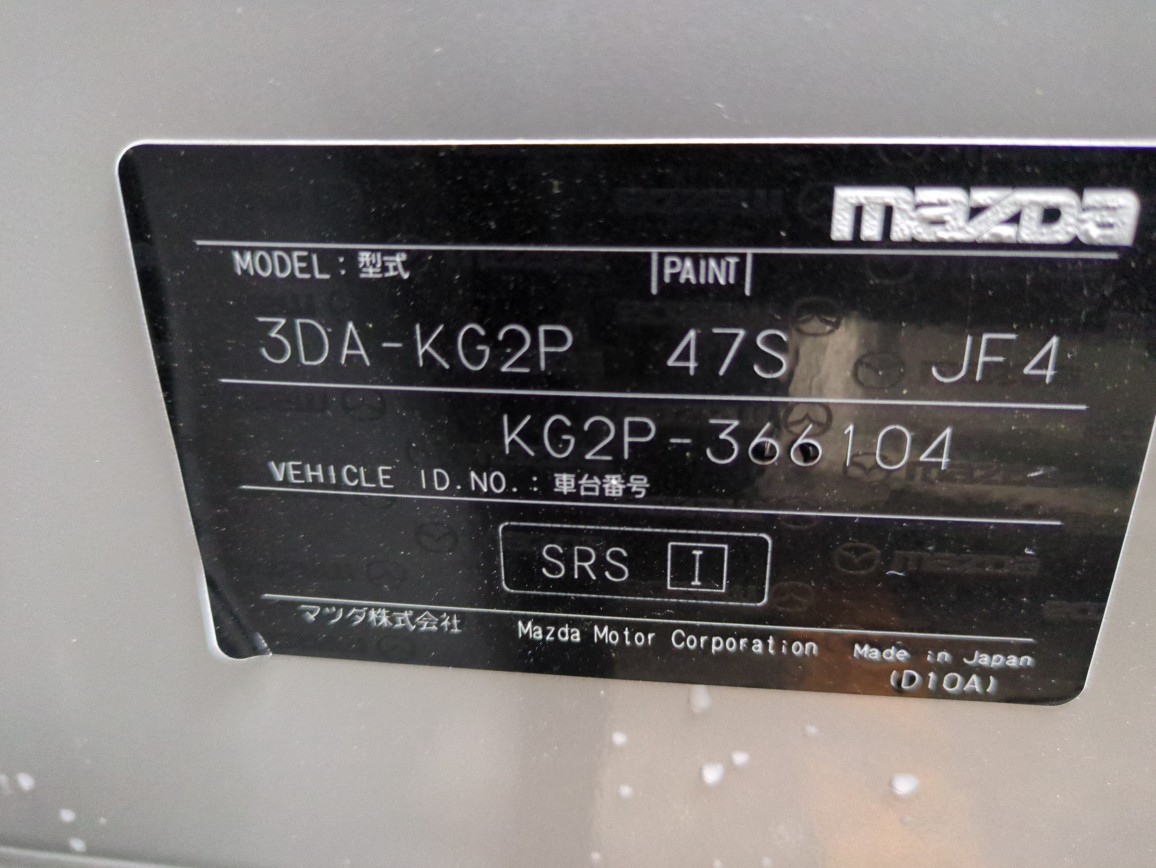 mazda
MODEL : 型式 PAINT
3DA-KG2P 47S JF4
KG2P-366104
VEHICLE ID.NO. : 車台番号
SRS I
マツダ株式会社 Mazda Motor Corporation Made in Japan
(D10A)